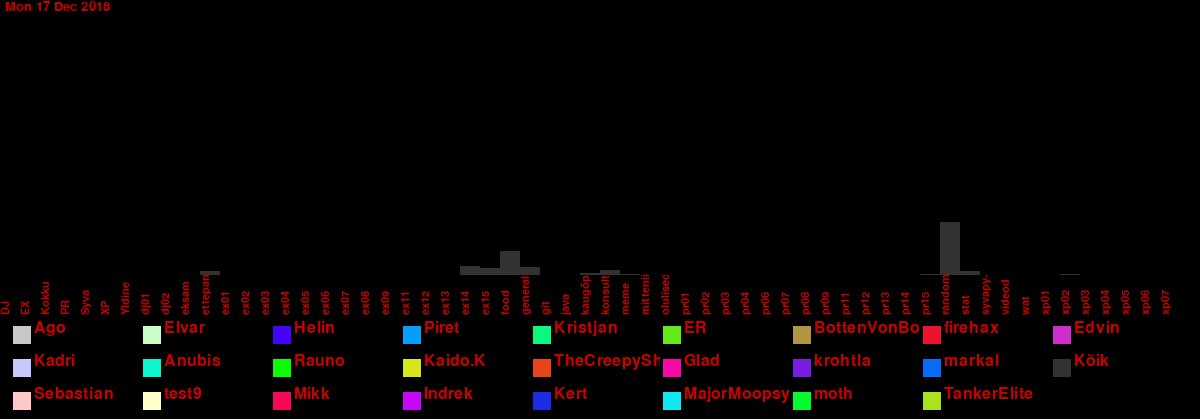 Mon 17 Dec 2018
DJ EX Kokku PR Syva XP Yldine dj01 dj02 eksam ettepan ex01 ex02 ex03 ex04 ex05 ex06 ex07 ex08 ex09 ex11 ex12 ex13 ex14 ex15 food general git java kaugõp konsult meme mittenii olulised pr01 pr02 pr03 pr04 pr06 pr07 pr08 pr09 pr11 pr12 pr13 pr14 pr15 random stat syvapy- videod wat xp01 xp02 xp03 xp04 xp05 xp06 xp07
Ago Elvar Helin Piret Kristjan ER BottenVonBo firehax Edvin
Kadri Anubis Rauno Kaido.K TheCreepySh Glad krohtla markal Kõik
Sebastian test9 Mikk Indrek Kert MajorMoopsy moth TankerElite